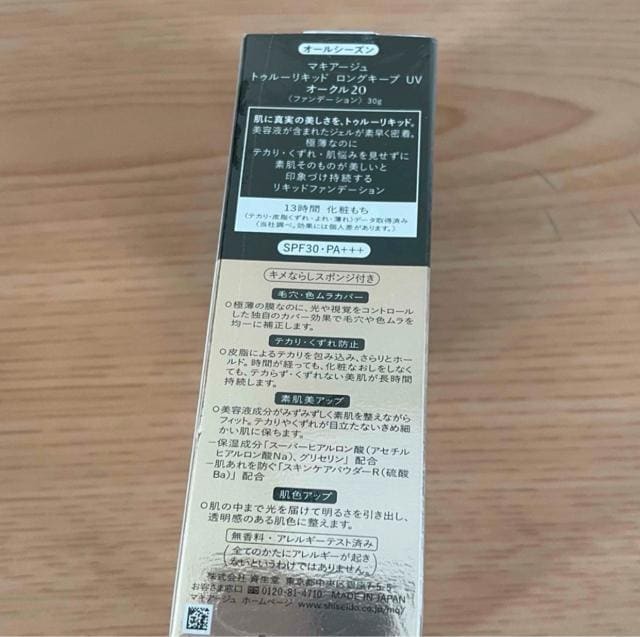 オールシーズン
マキアージュ
トゥルーリキッド ロングキープ UV
オークル20
(ファンデーション) 30g
肌に真実の美しさを、トゥルーリキッド。
美容液が含まれたジェルが素早く密着。
極薄なのに
テカリ・くずれ・肌悩みを見せずに
素肌そのものが美しいと
印象づけ持続する
リキッドファンデーション
13時間 化粧もち
(テカリ・皮脂くずれ・よれ・薄れ)データ取得済み
(当社調べ。効果には個人差があります。)
SPF30・PA+++
キメならしスポンジ付き
毛穴・色ムラカバー
○極薄の膜なのに、光や視覚をコントロール
した独自のカバー効果で毛穴や色ムラを
均一に補正します。
テカリ・くずれ防止
○皮脂によるテカリを包み込み、さらりとホー
ルド。時間が経っても、化粧なおしをしなく
ても、テカらず・くずれない美肌が長時間
持続します。
素肌美アップ
○美容液成分がみずみずしく素肌を整えながら
フィット。テカリやくずれが目立たないきめ細
かい肌に保ちます。
−保湿成分「スーパーヒアルロン酸(アセチル
ヒアルロン酸Na)、グリセリン」配合
−肌あれを防ぐ「スキンケアパウダーR(硫酸
Ba)」配合
肌色アップ
○肌の中まで光を届けて明るさを引き出し、
透明感のある肌色に整えます。
無香料・アレルギーテスト済み
(全てのかたにアレルギーが起き
ないというわけではありません。)
株式会社 資生堂 東京都中央区銀座7-5-5
お客さま窓口 0120-81-4710 MADE IN JAPAN
マキアージュ ホームページ www.shiseido.co.jp/mq/